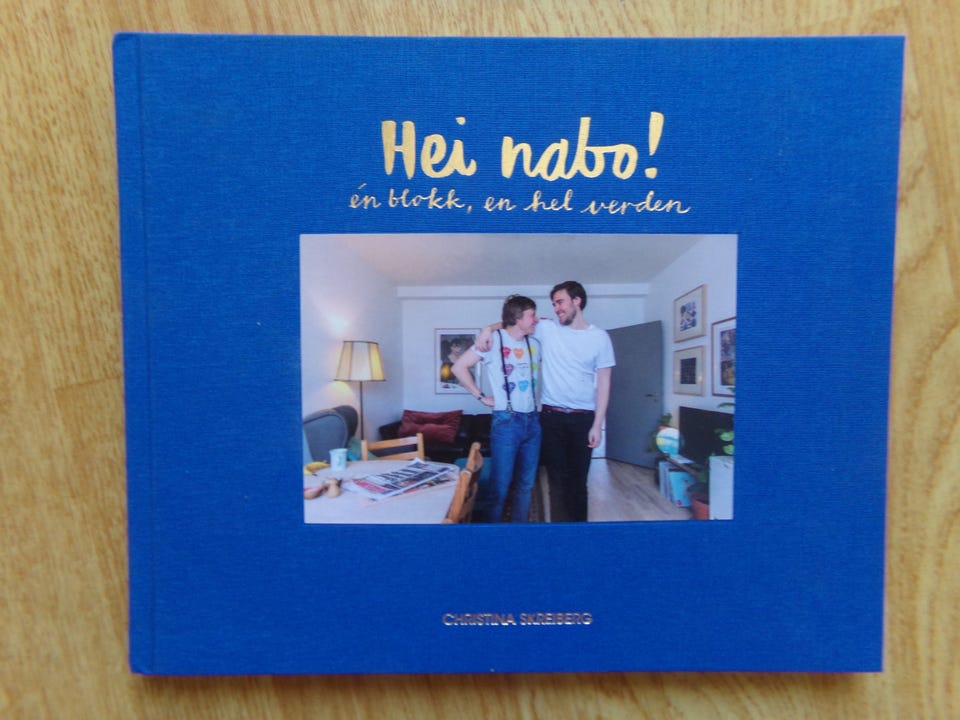 Hei nabo!
én blokk, en hel verden
CHRISTINA SKREIBERG